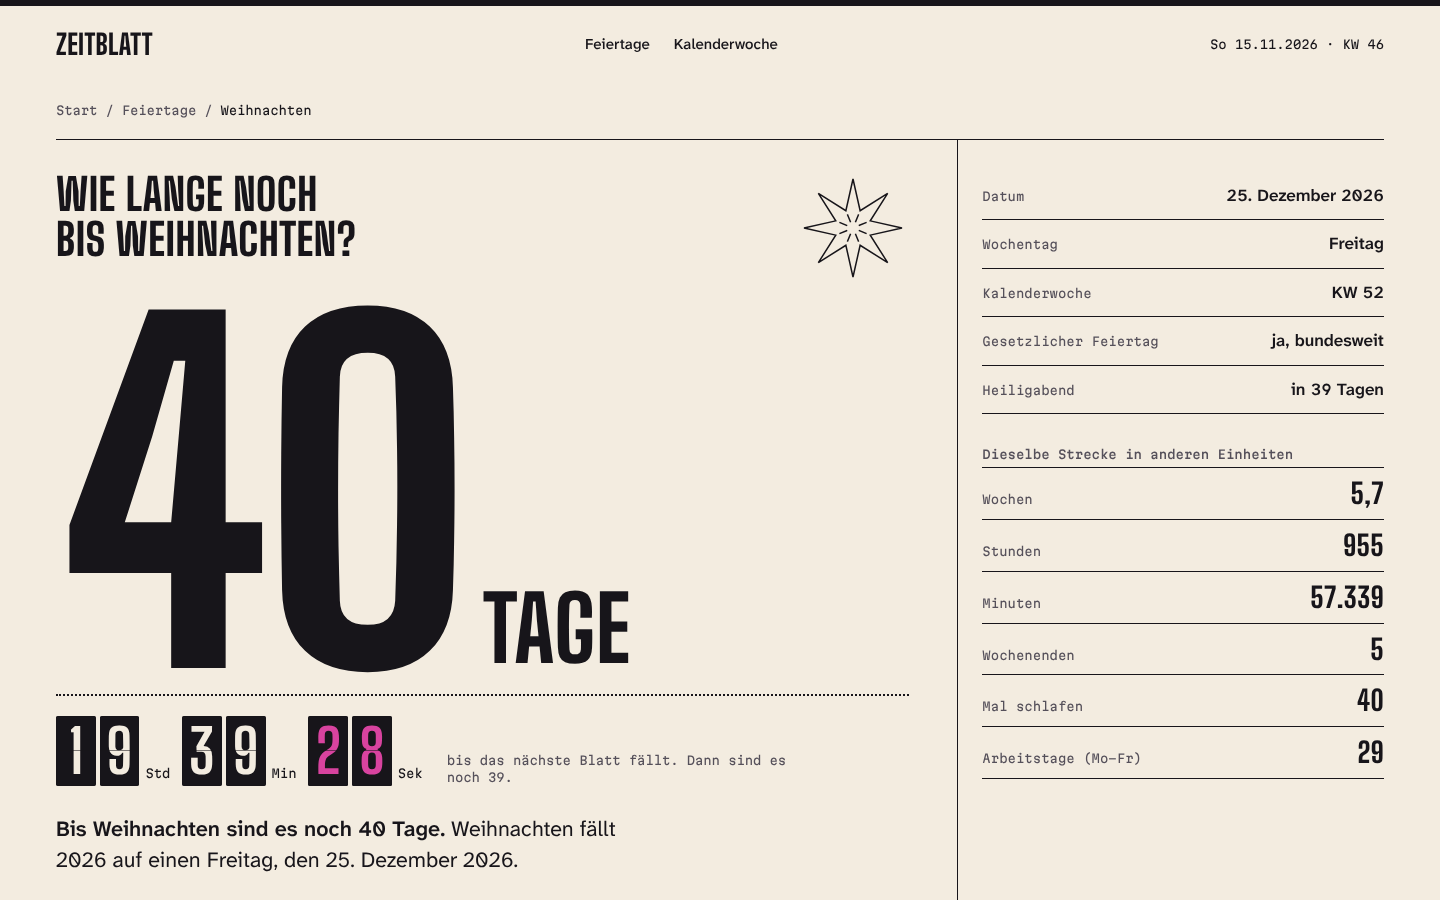 ZEITBLATT
Feiertage Kalenderwoche
So 15.11.2026 · KW 46
Start / Feiertage / Weihnachten
WIE LANGE NOCH
BIS WEIHNACHTEN?
40 TAGE
19 Std 39 Min 28 Sek
bis das nächste Blatt fällt. Dann sind es
noch 39.
Bis Weihnachten sind es noch 40 Tage. Weihnachten fällt
2026 auf einen Freitag, den 25. Dezember 2026.
Datum 25. Dezember 2026
Wochentag Freitag
Kalenderwoche KW 52
Gesetzlicher Feiertag ja, bundesweit
Heiligabend in 39 Tagen
Dieselbe Strecke in anderen Einheiten
Wochen 5,7
Stunden 955
Minuten 57.339
Wochenenden 5
Mal schlafen 40
Arbeitstage (Mo–Fr) 29